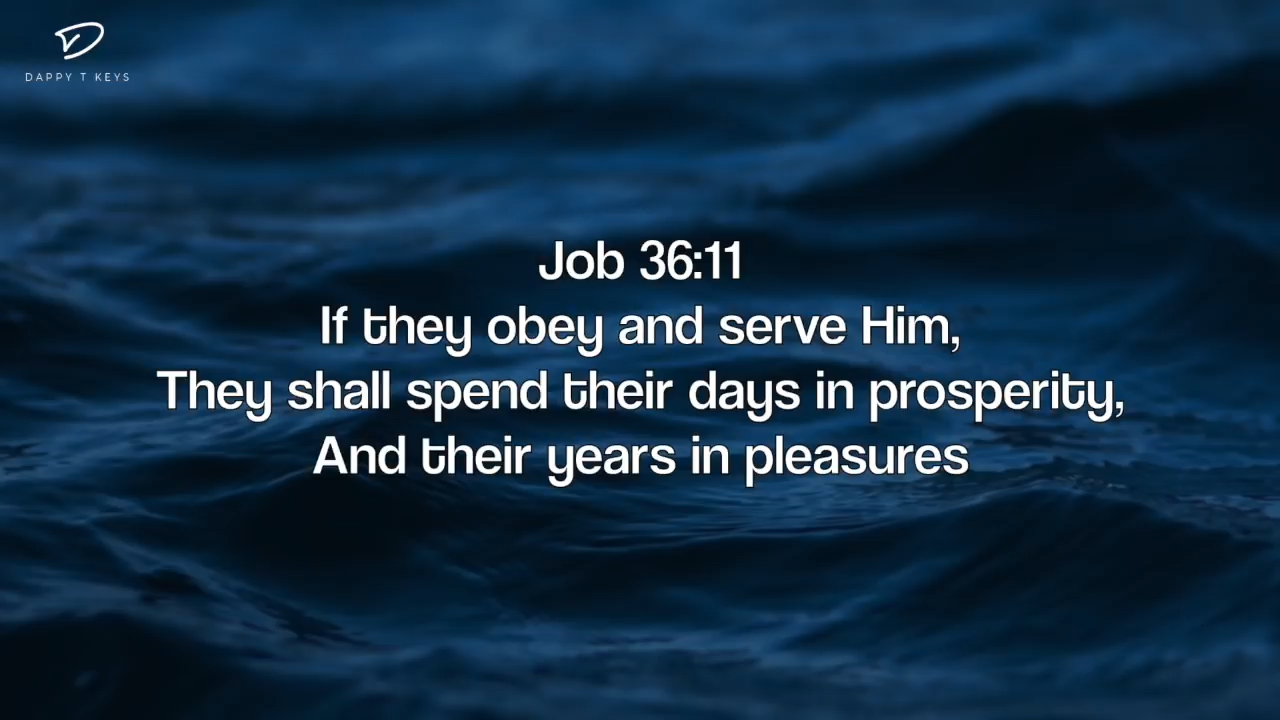 DAPPY T KEYS
Job 36:11
If they obey and serve Him,
They shall spend their days in prosperity,
And their years in pleasures